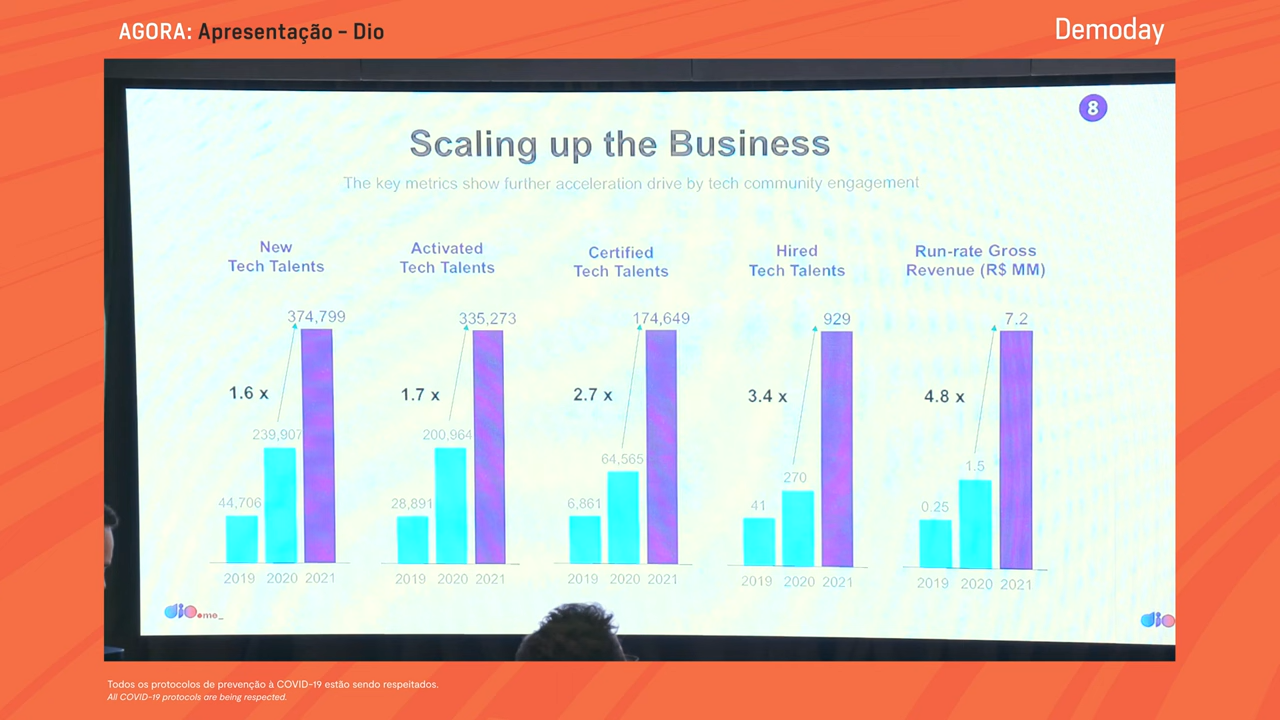 AGORA: Apresentação - Dio
Demoday
8
Scaling up the Business
The key metrics show further acceleration drive by tech community engagement
New
Tech Talents
374,799
1.6 x
239,907
44,706
2019 2020 2021
Activated
Tech Talents
335,273
1.7 x
200,964
28,891
2019 2020 2021
Certified
Tech Talents
174,649
2.7 x
64,565
6,861
2019 2020 2021
Hired
Tech Talents
929
3.4 x
270
41
2019 2020 2021
Run-rate Gross
Revenue (R$ MM)
7.2
4.8 x
1.5
0.25
2019 2020 2021
dio.me_
dio
Todos os protocolos de prevenção à COVID-19 estão sendo respeitados.
All COVID-19 protocols are being respected.